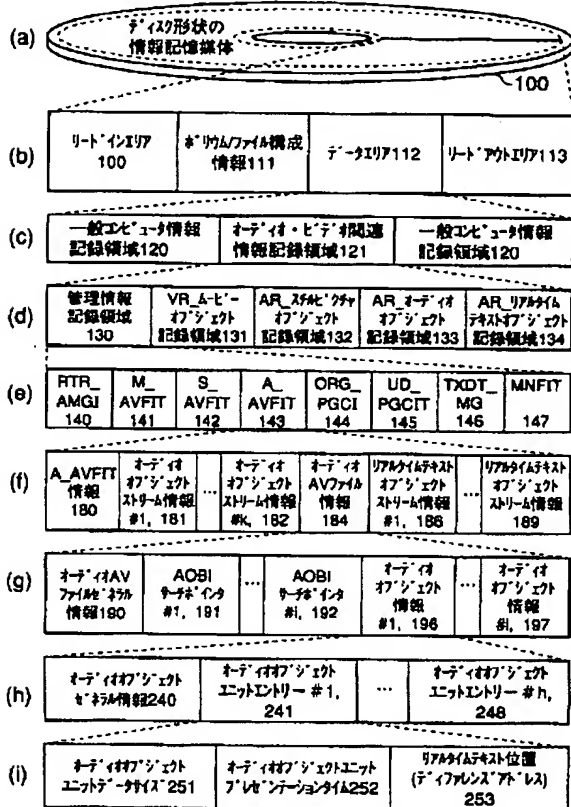 (a)
ディスク形状の
情報記憶媒体
100
(b)
リードインエリア
100
ボリウム/ファイル構成
情報111
データエリア112
リードアウトエリア113
(c)
一般コンピュータ情報
記録領域120
オーディオ・ビデオ関連
情報記録領域121
一般コンピュータ情報
記録領域120
(d)
管理情報
記録領域
130
VR_ムービー
オブジェクト
記録領域131
AR_スチルピクチャ
オブジェクト
記録領域132
AR_オーディオ
オブジェクト
記録領域133
AR_リアルタイム
テキストオブジェクト
記録領域134
(e)
RTR_
AMGI
140
M_
AVFIT
141
S_
AVFIT
142
A_
AVFIT
143
ORG_
PGCI
144
UD_
PGCIT
145
TXDT_
MG
146
MNFIT
147
(f)
A_AVFIT
情報
180
オーディオ
オブジェクト
ストリーム情報
#1, 181
…
オーディオ
オブジェクト
ストリーム情報
#k, 182
オーディオ
AVファイル
情報
184
リアルタイムテキスト
オブジェクト
ストリーム情報
#1, 186
…
リアルタイムテキスト
オブジェクト
ストリーム情報
189
(g)
オーディオAV
ファイルゼネラル
情報190
AOBI
サーチポインタ
#1, 191
…
AOBI
サーチポインタ
#i, 192
オーディオ
オブジェクト
情報
#1, 196
…
オーディオ
オブジェクト
情報
#i, 197
(h)
オーディオオブジェクト
ゼネラル情報240
オーディオオブジェクト
ユニットエントリー #1,
241
…
オーディオオブジェクト
ユニットエントリー #h,
248
(i)
オーディオオブジェクト
ユニットデータサイズ251
オーディオオブジェクトユニット
プレゼンテーションタイム252
リアルタイムテキスト位置
(ディファレンスアドレス)
253